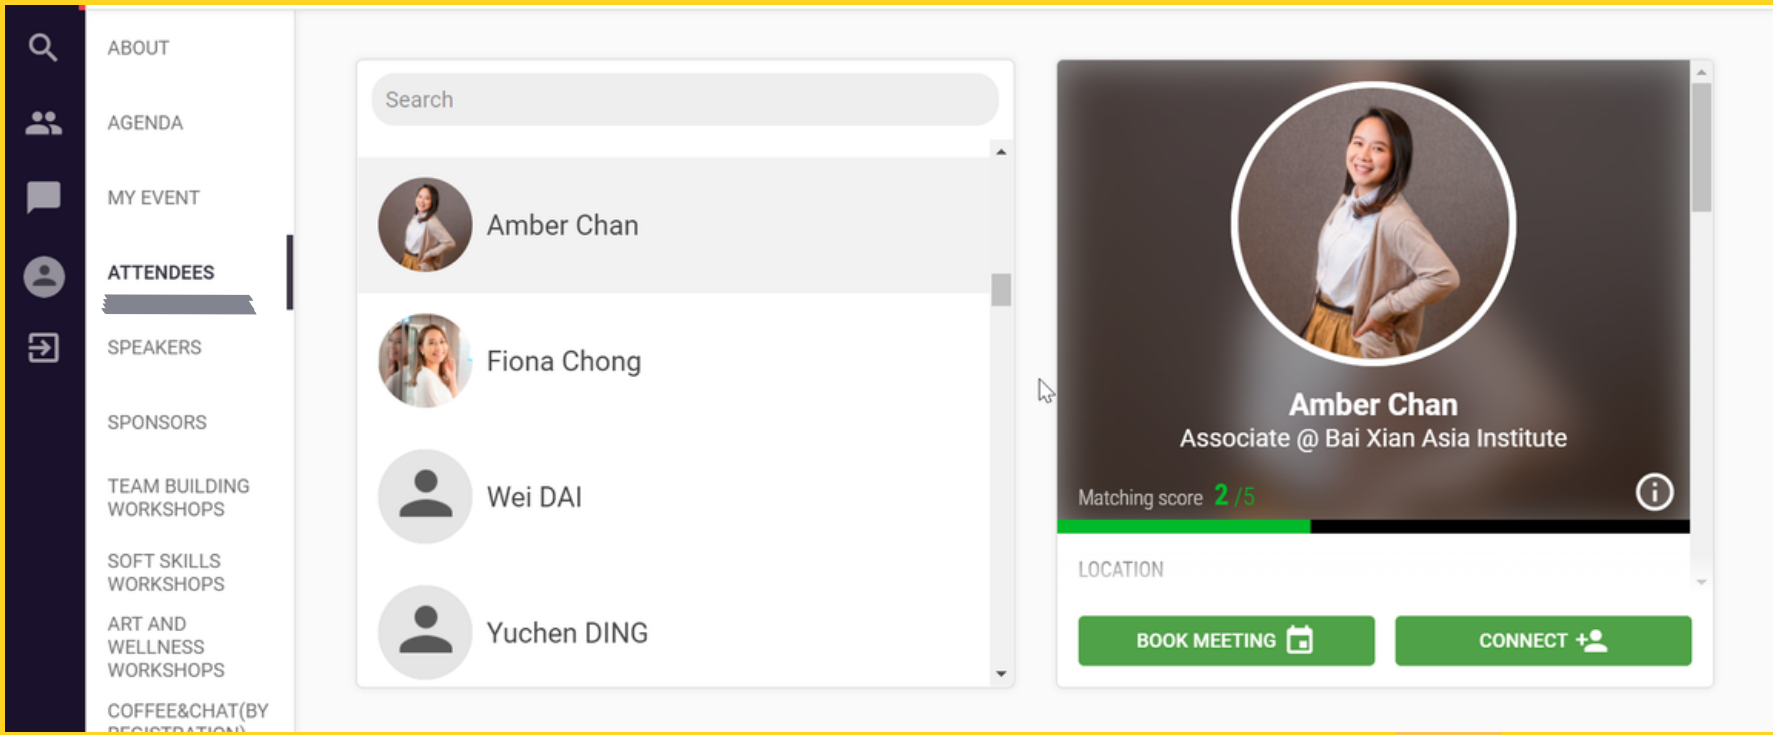 ABOUT
AGENDA
MY EVENT
ATTENDEES
SPEAKERS
SPONSORS
TEAM BUILDING
WORKSHOPS
SOFT SKILLS
WORKSHOPS
ART AND
WELLNESS
WORKSHOPS
COFFEE&CHAT(BY
REGISTRATION)
Search
Amber Chan
Fiona Chong
Wei DAI
Yuchen DING
Amber Chan
Associate @ Bai Xian Asia Institute
Matching score 2 /5
LOCATION
BOOK MEETING
CONNECT